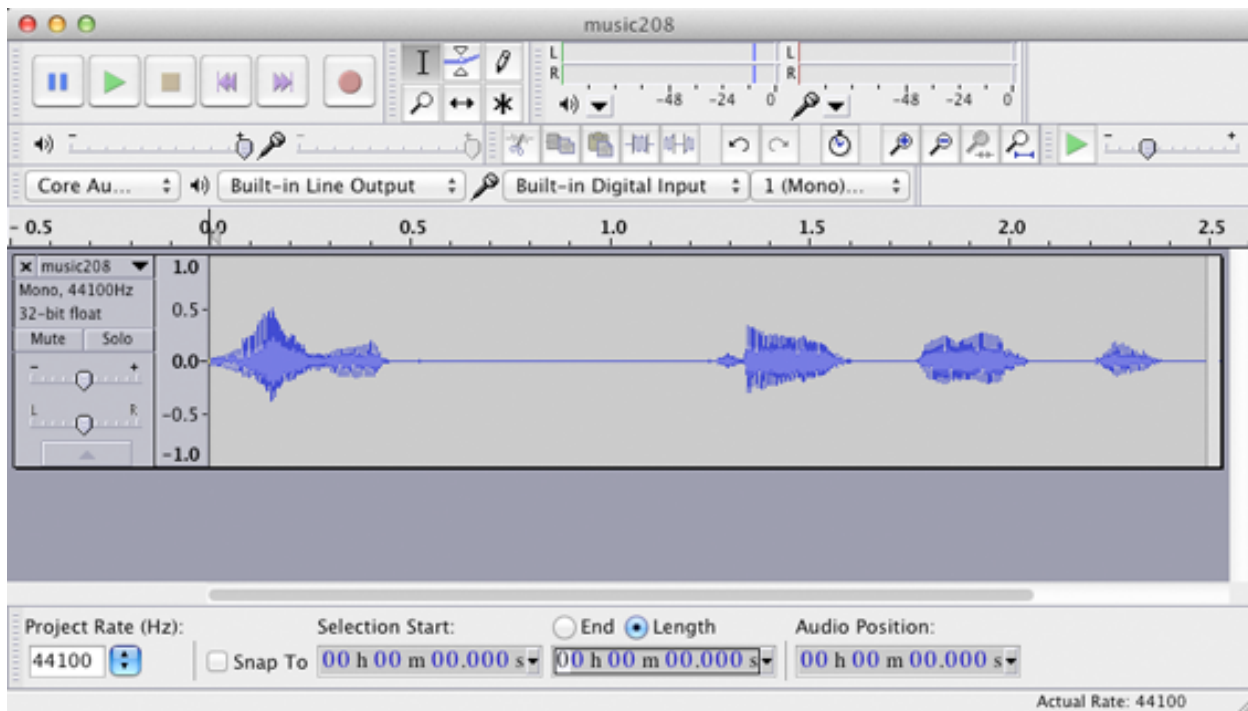 music208
L
R
-48 -24 0
L
R
-48 -24 0
Core Au... Built-in Line Output Built-in Digital Input 1 (Mono)...
- 0.5 0.0 0.5 1.0 1.5 2.0 2.5
x music208
Mono, 44100Hz
32-bit float
Mute Solo
- +
L R
1.0
0.5-
0.0-
-0.5-
-1.0
Project Rate (Hz): Selection Start: End Length Audio Position:
44100 Snap To 00 h 00 m 00.000 s 00 h 00 m 00.000 s 00 h 00 m 00.000 s
Actual Rate: 44100